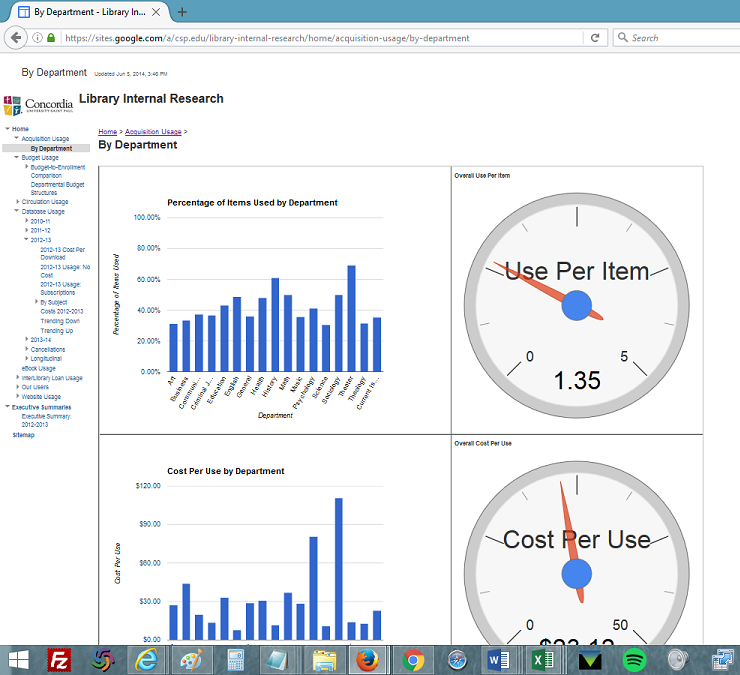 By Department - Library In...
https://sites.google.com/a/csp.edu/library-internal-research/home/acquisition-usage/by-department
Search
By Department Updated Jun 5, 2014, 3:46 PM
Concordia
UNIVERSITY·SAINT PAUL
Library Internal Research
Home
Acquisition Usage
By Department
Budget Usage
Budget-to-Enrollment
Comparison
Departmental Budget
Structures
Circulation Usage
Database Usage
2010-11
2011-12
2012-13
2012-13 Cost Per
Download
2012-13 Usage: No
Cost
2012-13 Usage:
Subscriptions
By Subject
Costs 2012-2013
Trending Down
Trending Up
2013-14
Cancellations
Longitudinal
eBook Usage
InterLibrary Loan Usage
Our Users
Website Usage
Executive Summaries
Executive Summary:
2012-2013
Sitemap
Home > Acquisition Usage >
By Department
Percentage of Items Used by Department
Percentage of Items Used
100.00%
80.00%
60.00%
40.00%
20.00%
0.00%
Art
Business
Communi...
Criminal J...
Education
English
General
Health
History
Math
Music
Psychology
Science
Sociology
Theater
Theology
Current Is...
Department
Overall Use Per Item
Use Per Item
0 5
1.35
Cost Per Use by Department
Cost Per Use
$120.00
$90.00
$60.00
$30.00
$0.00
Overall Cost Per Use
Cost Per Use
0 50